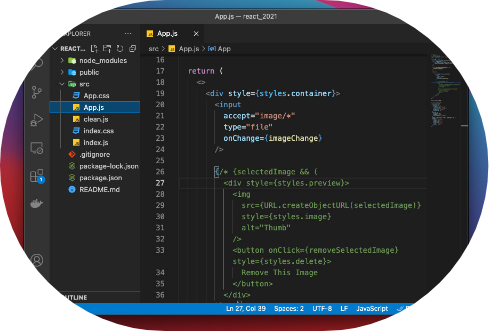 App.js — react_2021
EXPLORER
REACT...
node_modules
public
src
App.css
App.js
clean.js
index.css
index.js
.gitignore
package-lock.json
package.json
README.md
OUTLINE
App.js
src > App.js > App
16
17 return (
18 <>
19 <div style={styles.container}>
20 <input
21 accept="image/*"
22 type="file"
23 onChange={imageChange}
24 />
25
26 {/* {selectedImage && (
27 <div style={styles.preview}>
28 <img
29 src={URL.createObjectURL(selectedImage)}
30 style={styles.image}
31 alt="Thumb"
32 />
33 <button onClick={removeSelectedImage}
style={styles.delete}>
34 Remove This Image
35 </button>
36 </div>
Ln 27, Col 39 Spaces: 2 UTF-8 LF JavaScript